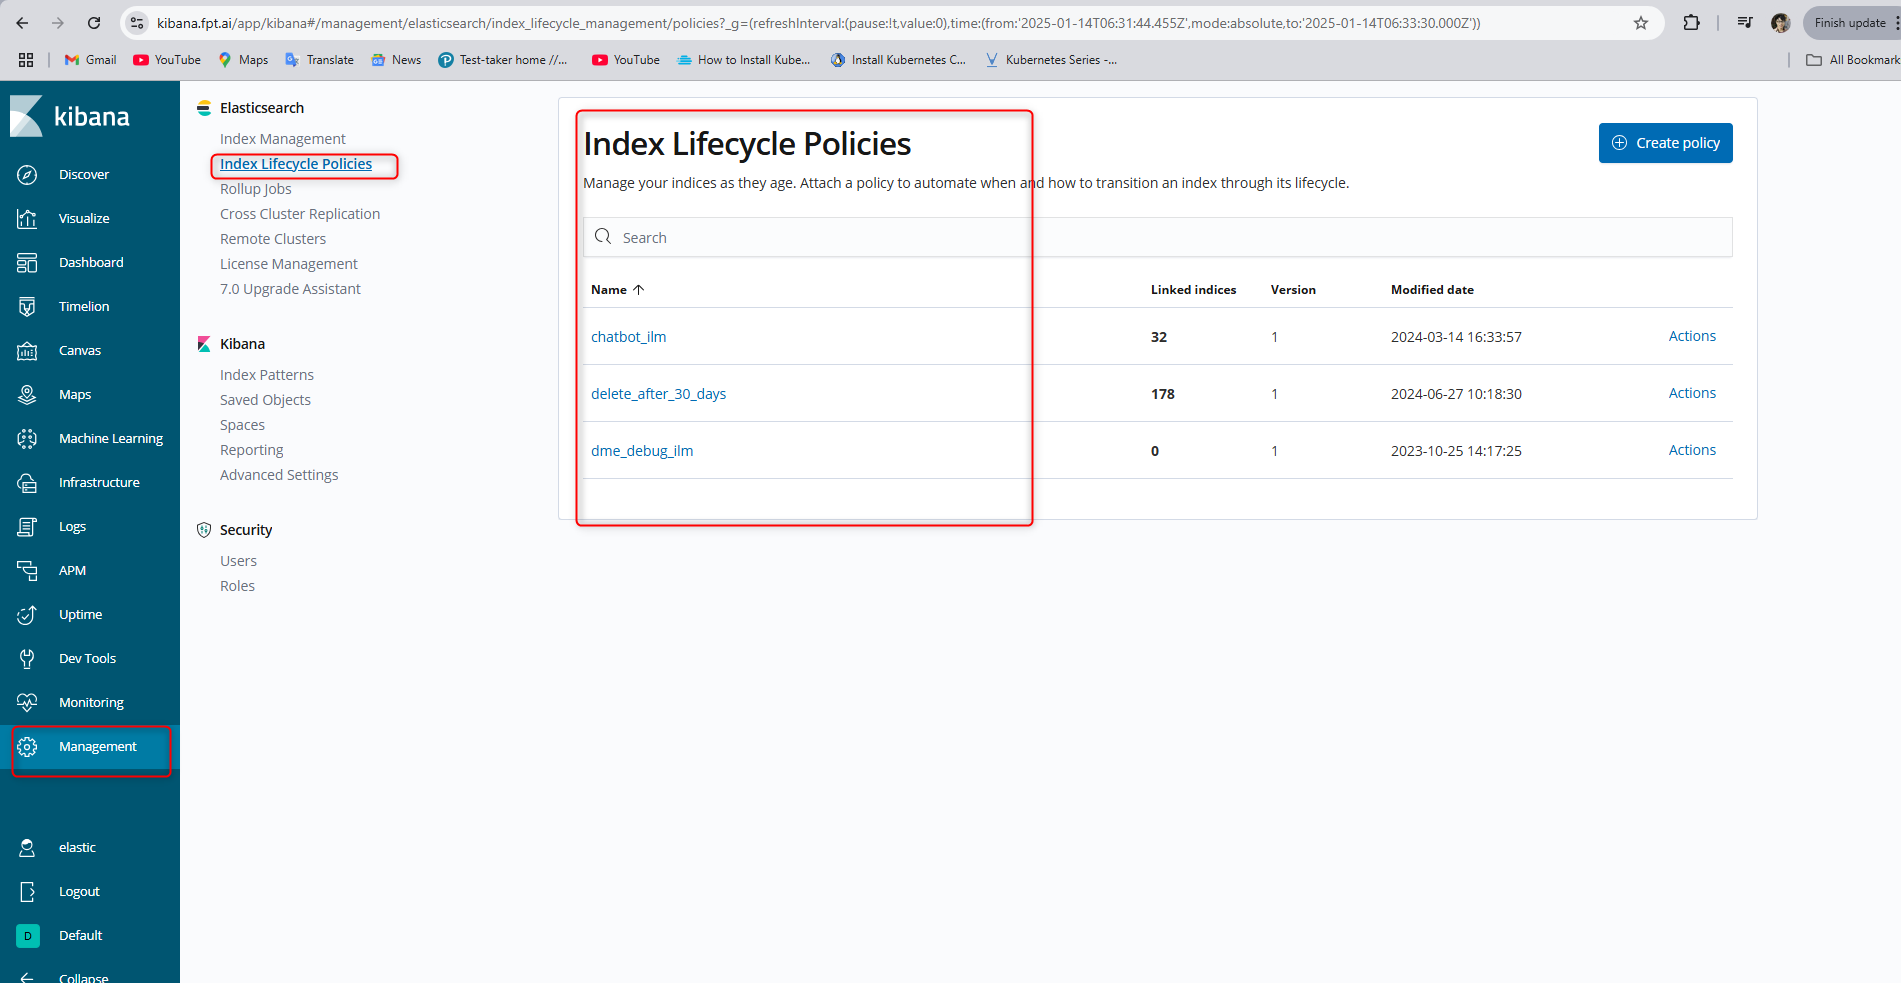 kibana.fpt.ai/app/kibana#/management/elasticsearch/index_lifecycle_management/policies?_g=(refreshInterval:(pause:!t,value:0),time:(from:'2025-01-14T06:31:44.455Z',mode:absolute,to:'2025-01-14T06:33:30.000Z'))
Finish update
Gmail
YouTube
Maps
Translate
News
Test-taker home //...
YouTube
How to Install Kube...
Install Kubernetes C...
Kubernetes Series -...
All Bookmark
kibana
Discover
Visualize
Dashboard
Timelion
Canvas
Maps
Machine Learning
Infrastructure
Logs
APM
Uptime
Dev Tools
Monitoring
Management
elastic
Logout
D Default
Collapse
Elasticsearch
Index Management
Index Lifecycle Policies
Rollup Jobs
Cross Cluster Replication
Remote Clusters
License Management
7.0 Upgrade Assistant
Kibana
Index Patterns
Saved Objects
Spaces
Reporting
Advanced Settings
Security
Users
Roles
Index Lifecycle Policies
Create policy
Manage your indices as they age. Attach a policy to automate when and how to transition an index through its lifecycle.
Search
Name Linked indices Version Modified date
chatbot_ilm 32 1 2024-03-14 16:33:57 Actions
delete_after_30_days 178 1 2024-06-27 10:18:30 Actions
dme_debug_ilm 0 1 2023-10-25 14:17:25 Actions